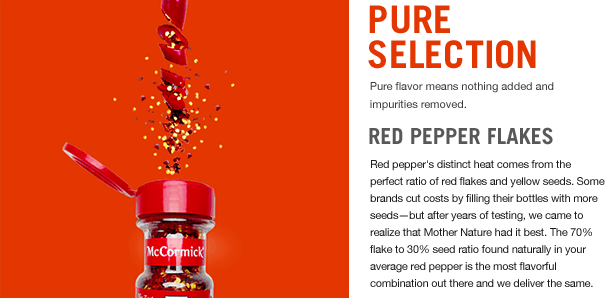 PURE
SELECTION
Pure flavor means nothing added and
impurities removed.
RED PEPPER FLAKES
Red pepper's distinct heat comes from the
perfect ratio of red flakes and yellow seeds. Some
brands cut costs by filling their bottles with more
seeds—but after years of testing, we came to
realize that Mother Nature had it best. The 70%
flake to 30% seed ratio found naturally in your
average red pepper is the most flavorful
combination out there and we deliver the same.
McCormick